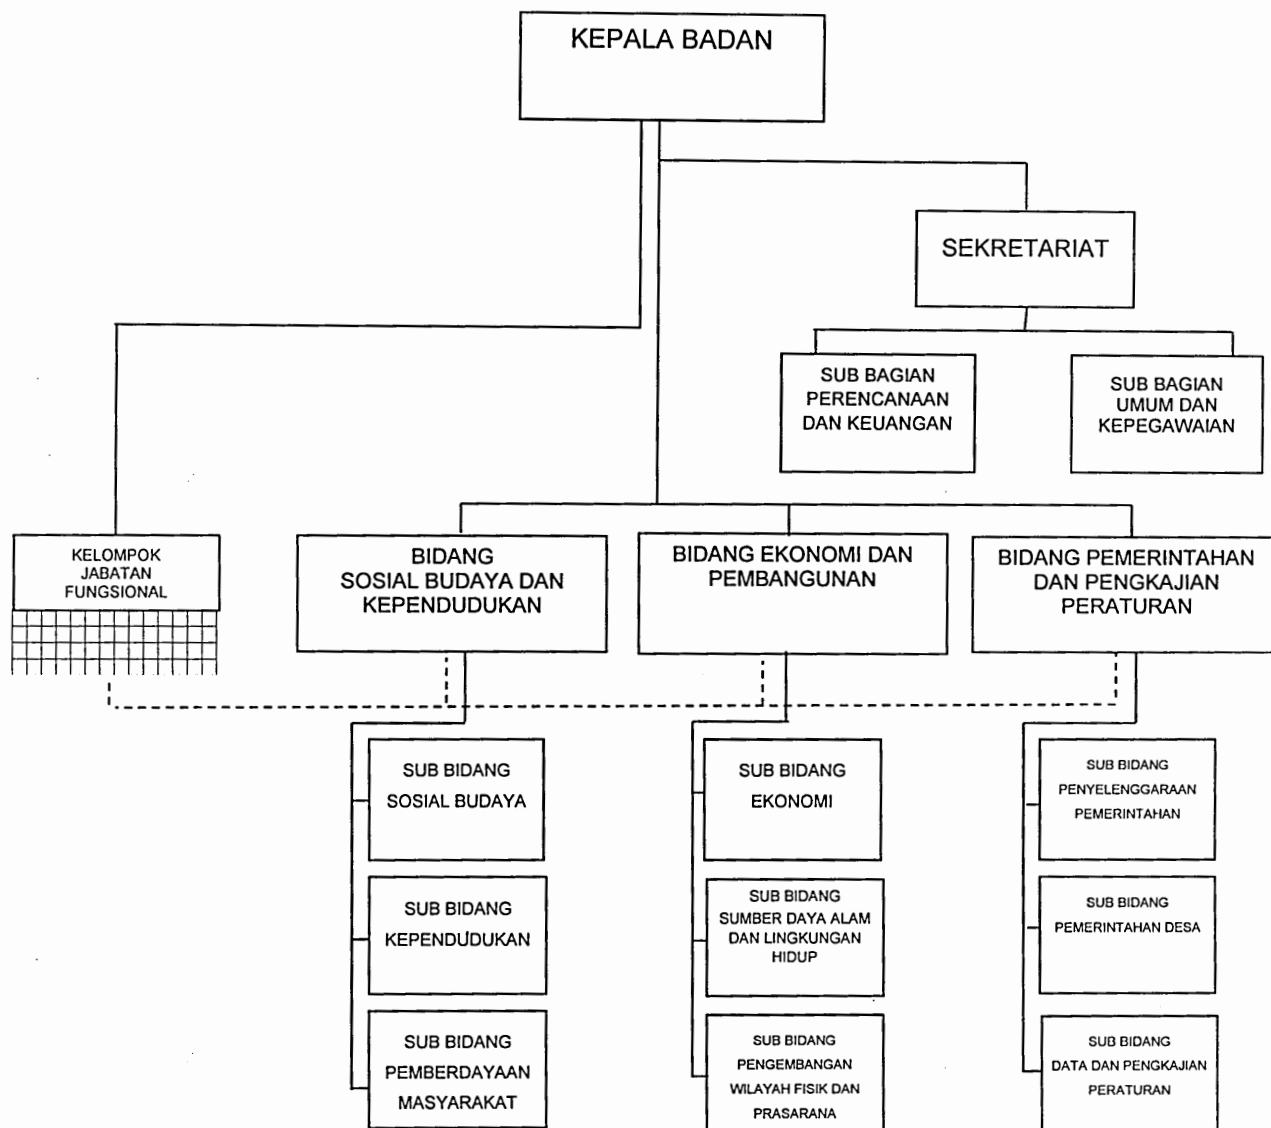 KEPALA BADAN
SEKRETARIAT
SUB BAGIAN
PERENCANAAN
DAN KEUANGAN
SUB BAGIAN
UMUM DAN
KEPEGAWAIAN
KELOMPOK
JABATAN
FUNGSIONAL
BIDANG
SOSIAL BUDAYA DAN
KEPENDUDUKAN
BIDANG EKONOMI DAN
PEMBANGUNAN
BIDANG PEMERINTAHAN
DAN PENGKAJIAN
PERATURAN
SUB BIDANG
SOSIAL BUDAYA
SUB BIDANG
KEPENDUDUKAN
SUB BIDANG
PEMBERDAYAAN
MASYARAKAT
SUB BIDANG
EKONOMI
SUB BIDANG
SUMBER DAYA ALAM
DAN LINGKUNGAN
HIDUP
SUB BIDANG
PENGEMBANGAN
WILAYAH FISIK DAN
PRASARANA
SUB BIDANG
PENYELENGGARAAN
PEMERINTAHAN
SUB BIDANG
PEMERINTAHAN DESA
SUB BIDANG
DATA DAN PENGKAJIAN
PERATURAN